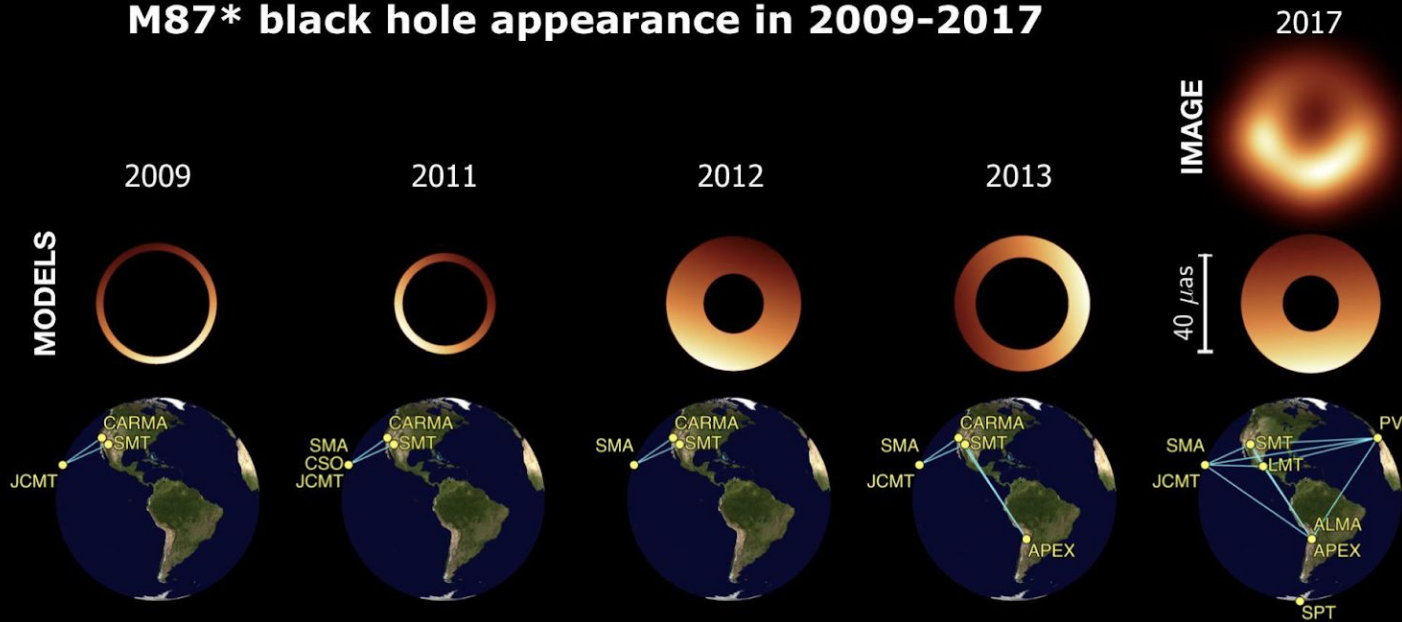 M87* black hole appearance in 2009-2017
2017
IMAGE
2009
2011
2012
2013
MODELS
40 μas
CARMA
SMT
JCMT
CARMA
SMA
SMT
CSO
JCMT
CARMA
SMA
SMT
CARMA
SMA
SMT
JCMT
APEX
PV
SMA
SMT
LMT
JCMT
ALMA
APEX
SPT